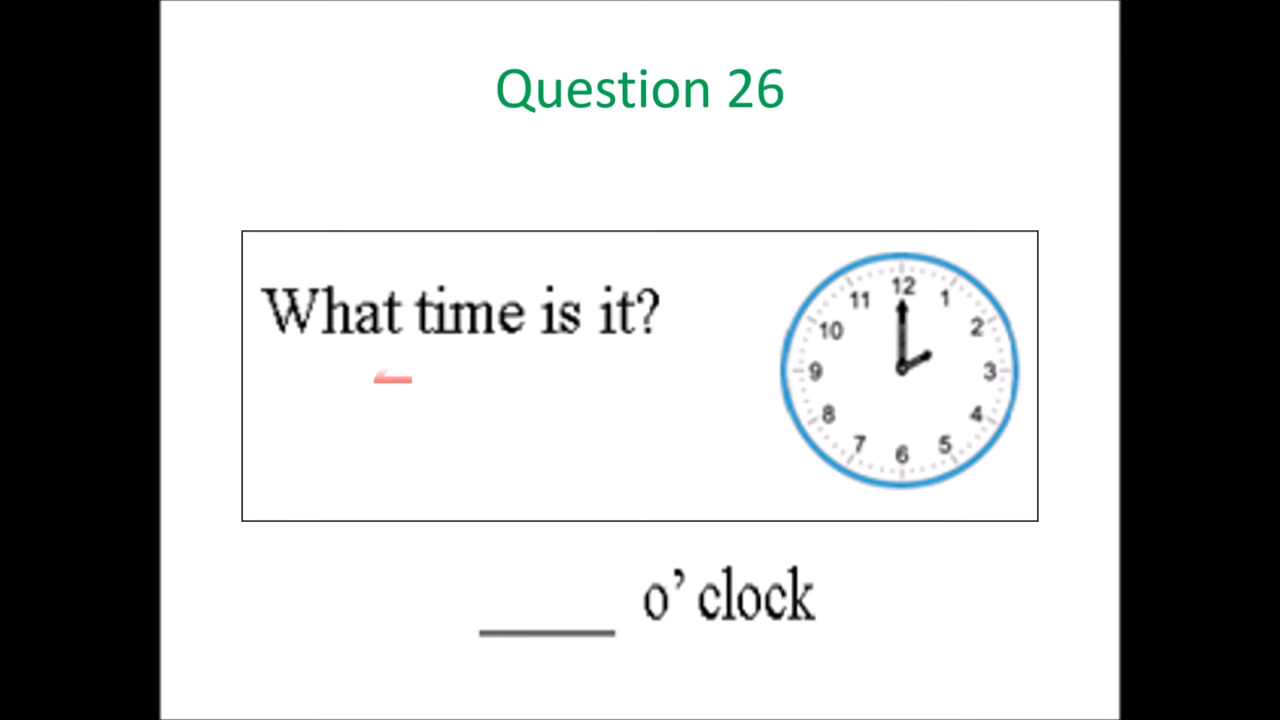 Question 26
What time is it?
12
11 1
10 2
9 3
8 4
7 5
6
____ o’ clock